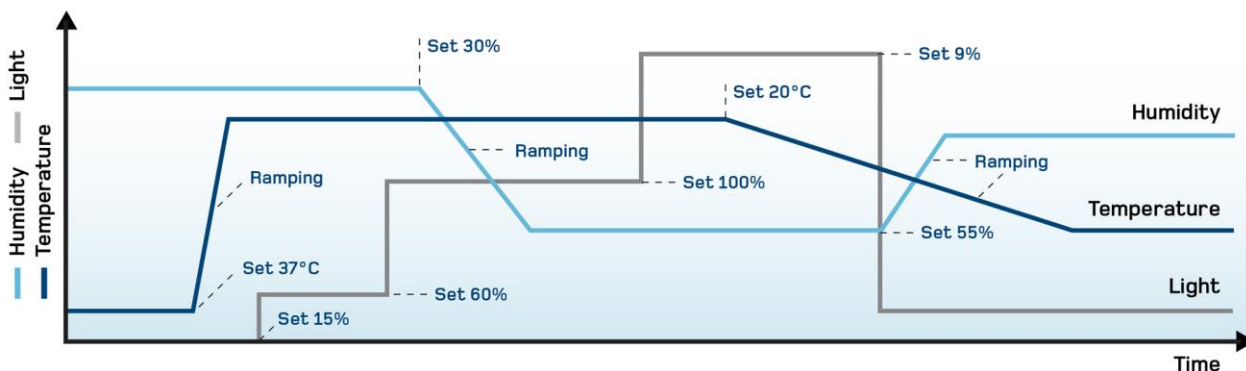 Light
Humidity
Temperature
Set 30%
Set 9%
Set 20°C
Humidity
Ramping
Ramping
Ramping
Set 100%
Temperature
Set 55%
Set 37°C
Set 60%
Light
Set 15%
Time